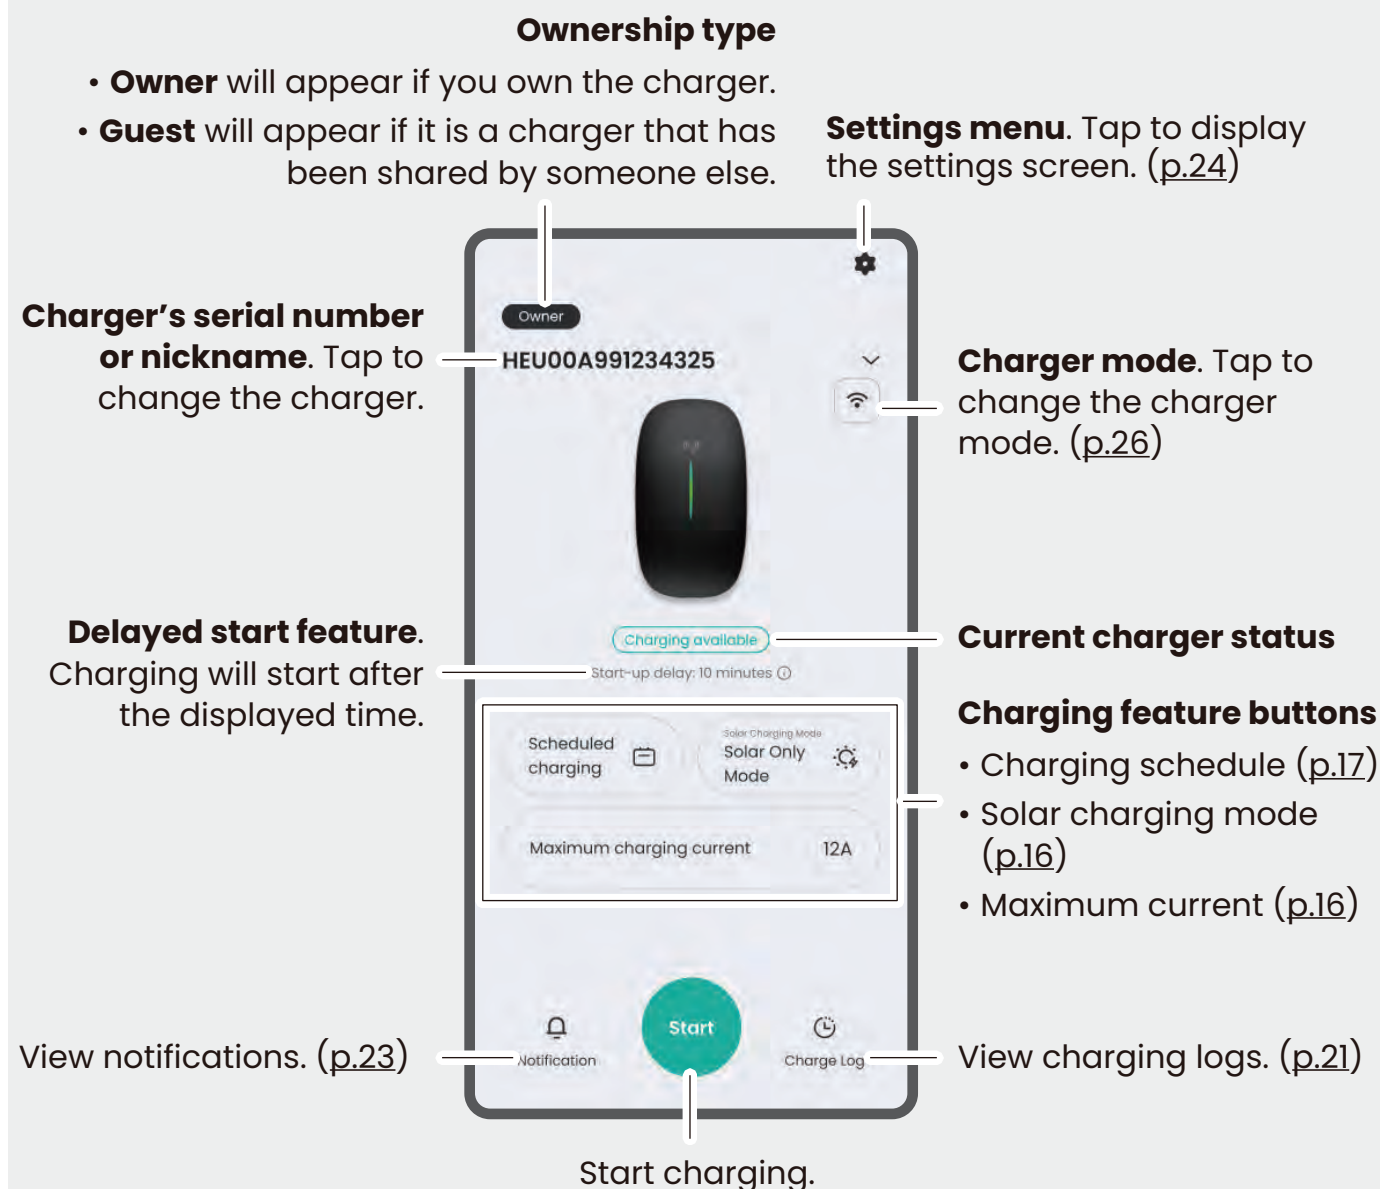 Ownership type
• Owner will appear if you own the charger.
• Guest will appear if it is a charger that has
been shared by someone else.
Settings menu. Tap to display
the settings screen. (p.24)
Owner
Charger’s serial number
or nickname. Tap to
change the charger.
HEU00A991234325
Charger mode. Tap to
change the charger
mode. (p.26)
Delayed start feature.
Charging will start after
the displayed time.
Charging available
Start-up delay: 10 minutes
Current charger status
Scheduled
charging
Solar Charging Mode
Solar Only
Mode
Maximum charging current 12A
Charging feature buttons
• Charging schedule (p.17)
• Solar charging mode
(p.16)
• Maximum current (p.16)
View notifications. (p.23)
Notification
Start
Charge Log
View charging logs. (p.21)
Start charging.